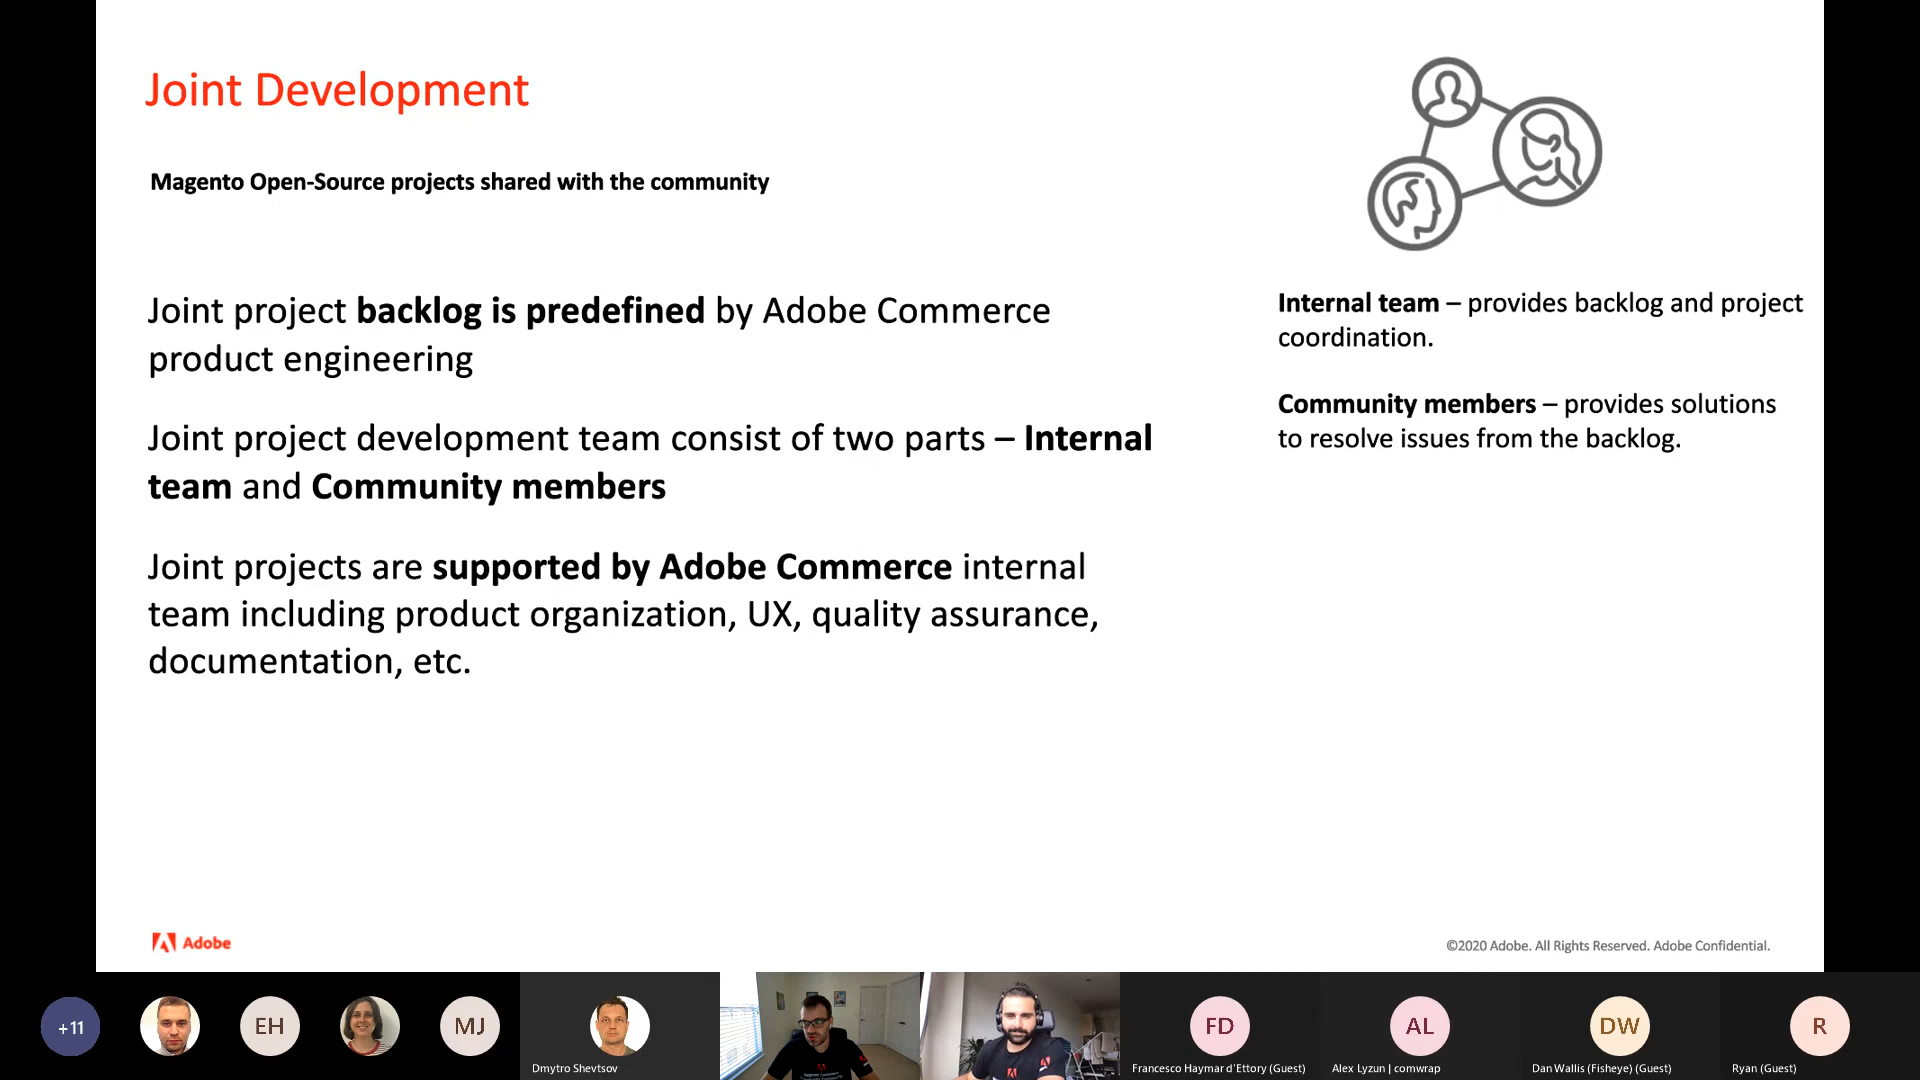 Joint Development
Magento Open-Source projects shared with the community
Joint project backlog is predefined by Adobe Commerce
product engineering
Joint project development team consist of two parts – Internal
team and Community members
Joint projects are supported by Adobe Commerce internal
team including product organization, UX, quality assurance,
documentation, etc.
Internal team – provides backlog and project
coordination.
Community members – provides solutions
to resolve issues from the backlog.
Adobe
©2020 Adobe. All Rights Reserved. Adobe Confidential.
+11
EH
MJ
Dmytro Shevtsov
FD
Francesco Haymar d'Ettory (Guest)
AL
Alex Lyzun | comwrap
DW
Dan Wallis (Fisheye) (Guest)
R
Ryan (Guest)